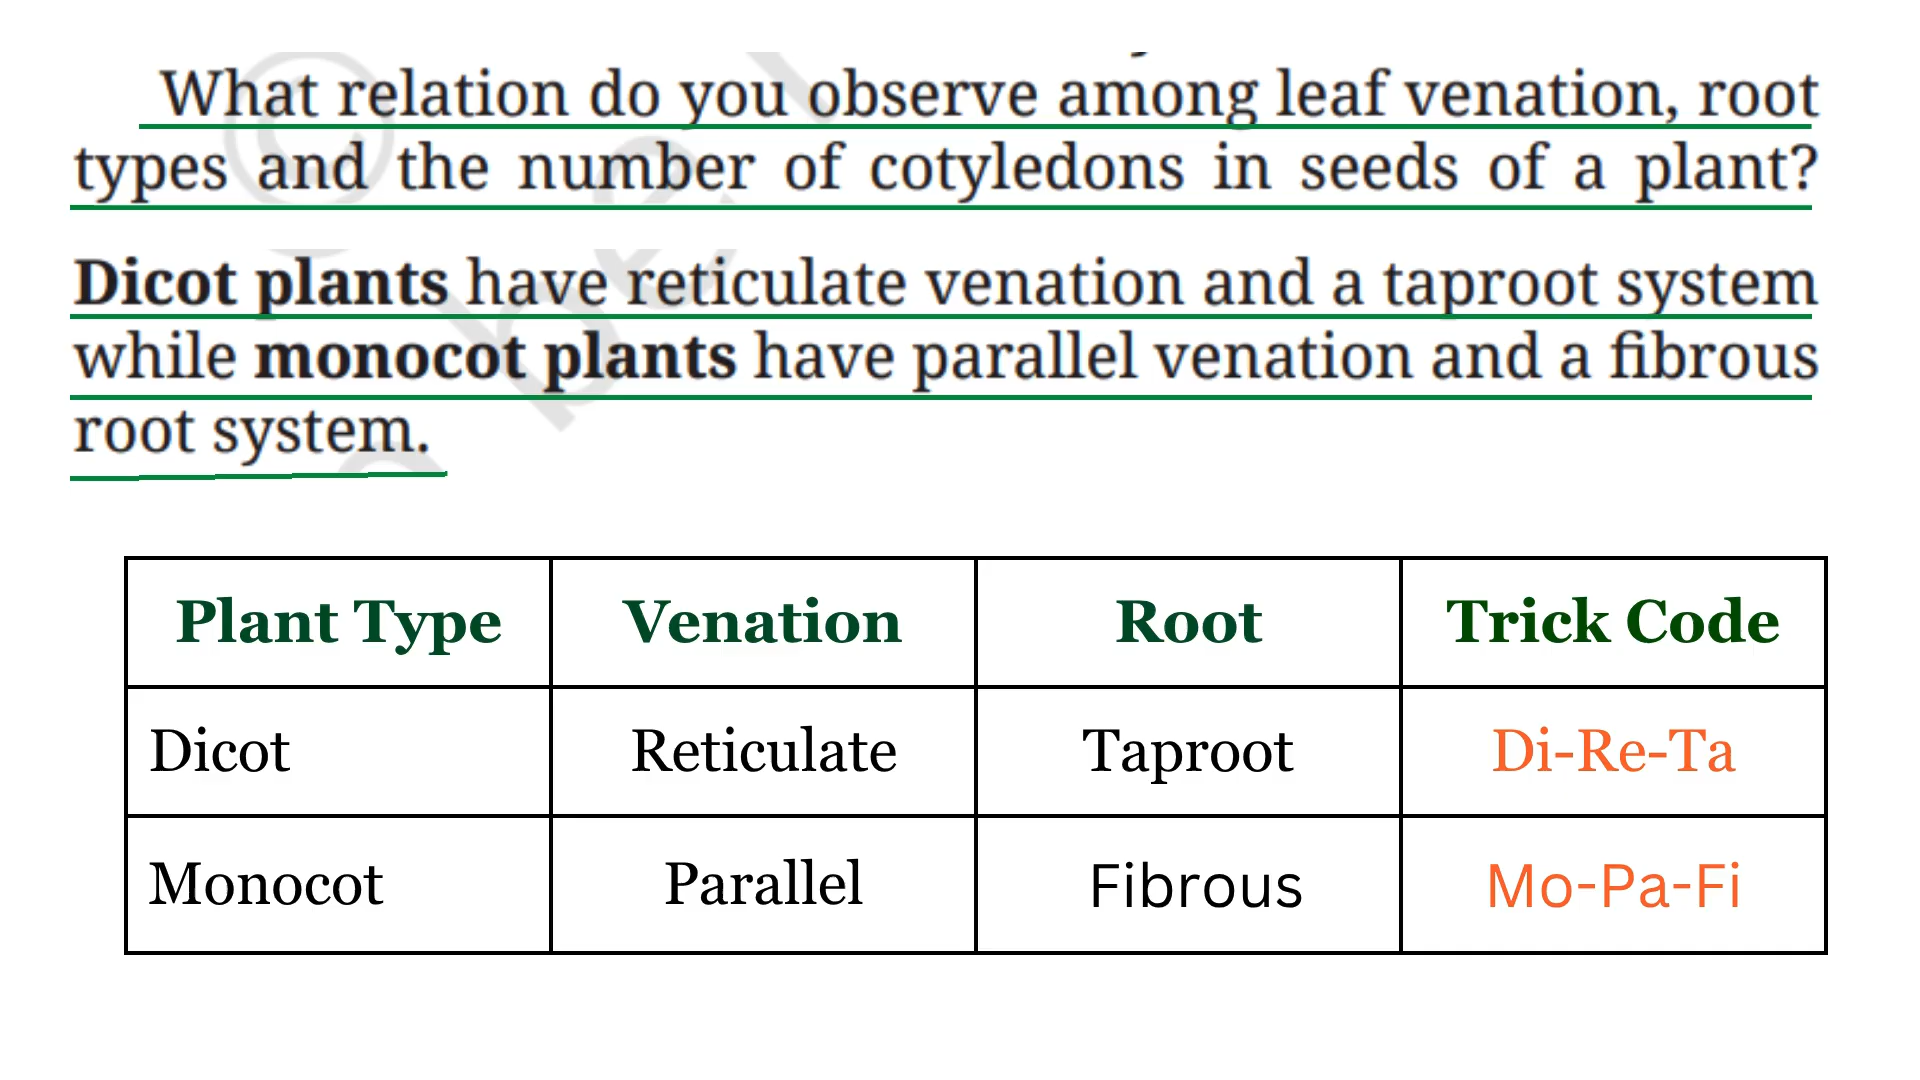 What relation do you observe among leaf venation, root
types and the number of cotyledons in seeds of a plant?
Dicot plants have reticulate venation and a taproot system
while monocot plants have parallel venation and a fibrous
root system.
Plant Type Venation Root Trick Code
Dicot Reticulate Taproot Di-Re-Ta
Monocot Parallel Fibrous Mo-Pa-Fi